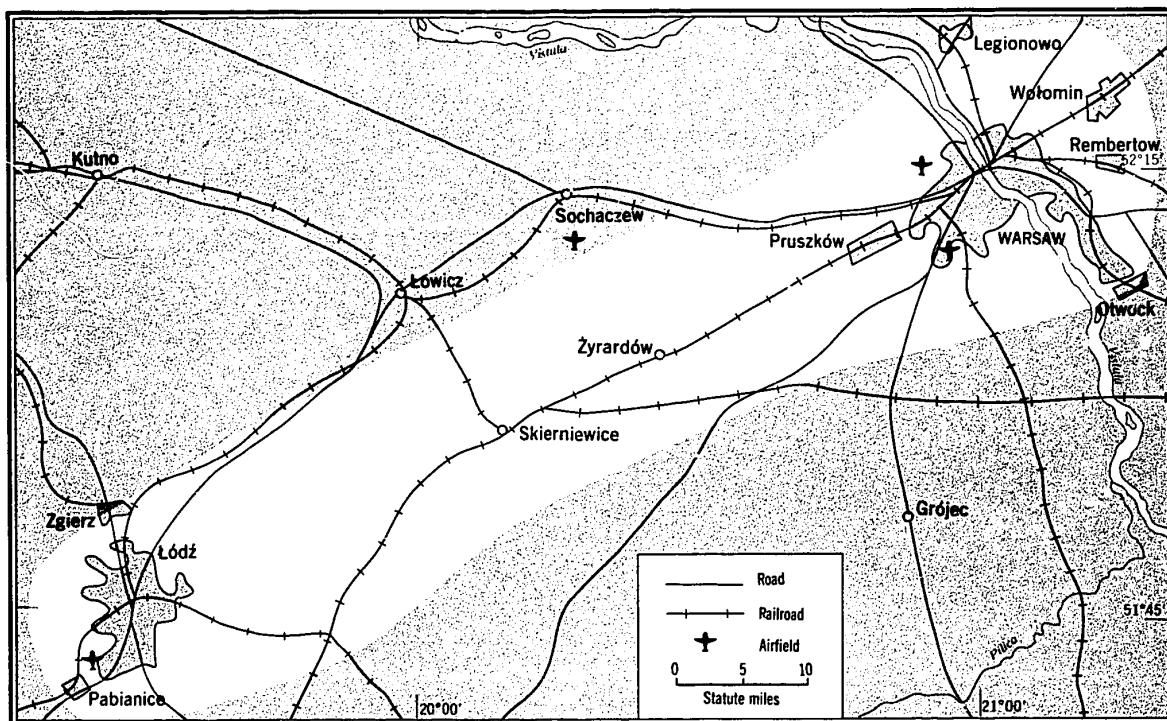 Vistula
Legionowo
Wołomin
Rembertow
52°15'
Kutno
Sochaczew
Pruszków
WARSAW
Łowicz
Otwock
Żyrardów
Vistula
Skierniewice
Zgierz
Grójec
Łódź
Road
Railroad
51°45'
Airfield
Pilica
0 5 10
Pabianice
Statute miles
20°00'
21°00'